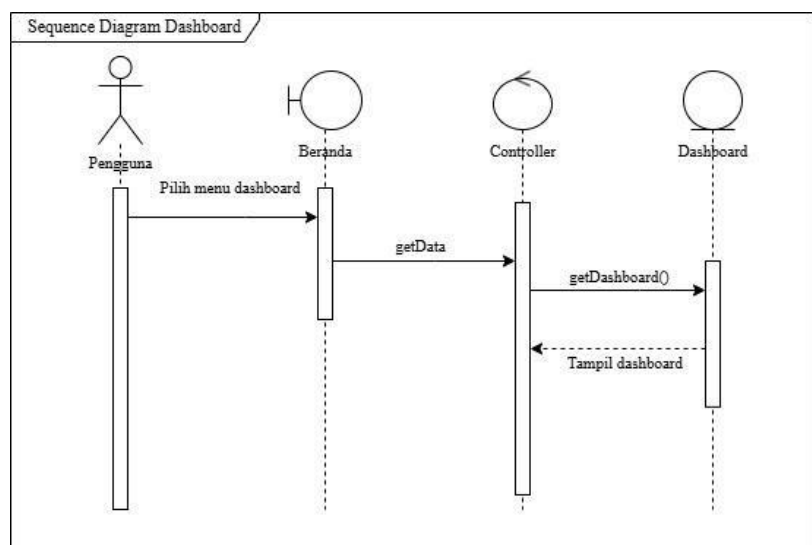 Sequence Diagram Dashboard
Pengguna
Beranda
Controller
Dashboard
Pilih menu dashboard
getData
getDashboard()
Tampil dashboard